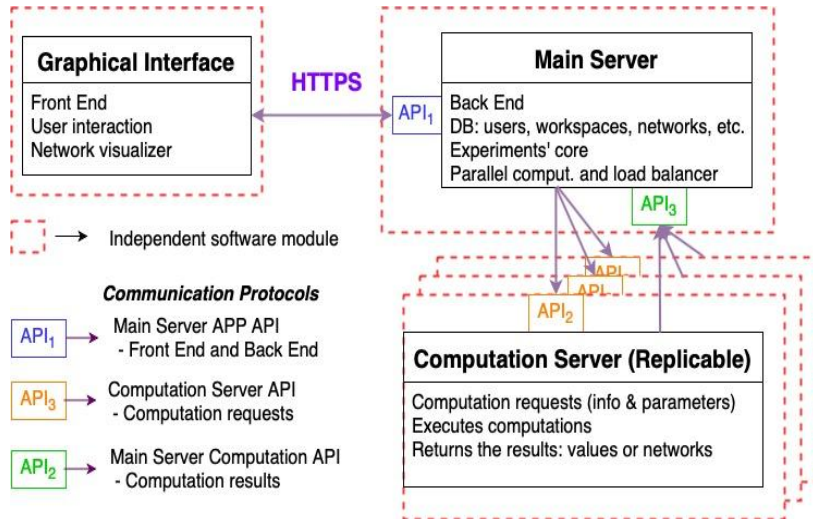 Graphical Interface
Front End
User interaction
Network visualizer
HTTPS
Main Server
API1
Back End
DB: users, workspaces, networks, etc.
Experiments' core
Parallel comput. and load balancer
API3
Independent software module
Communication Protocols
API1
Main Server APP API
- Front End and Back End
API3
Computation Server API
- Computation requests
API2
Main Server Computation API
- Computation results
API
API
API2
Computation Server (Replicable)
Computation requests (info & parameters)
Executes computations
Returns the results: values or networks